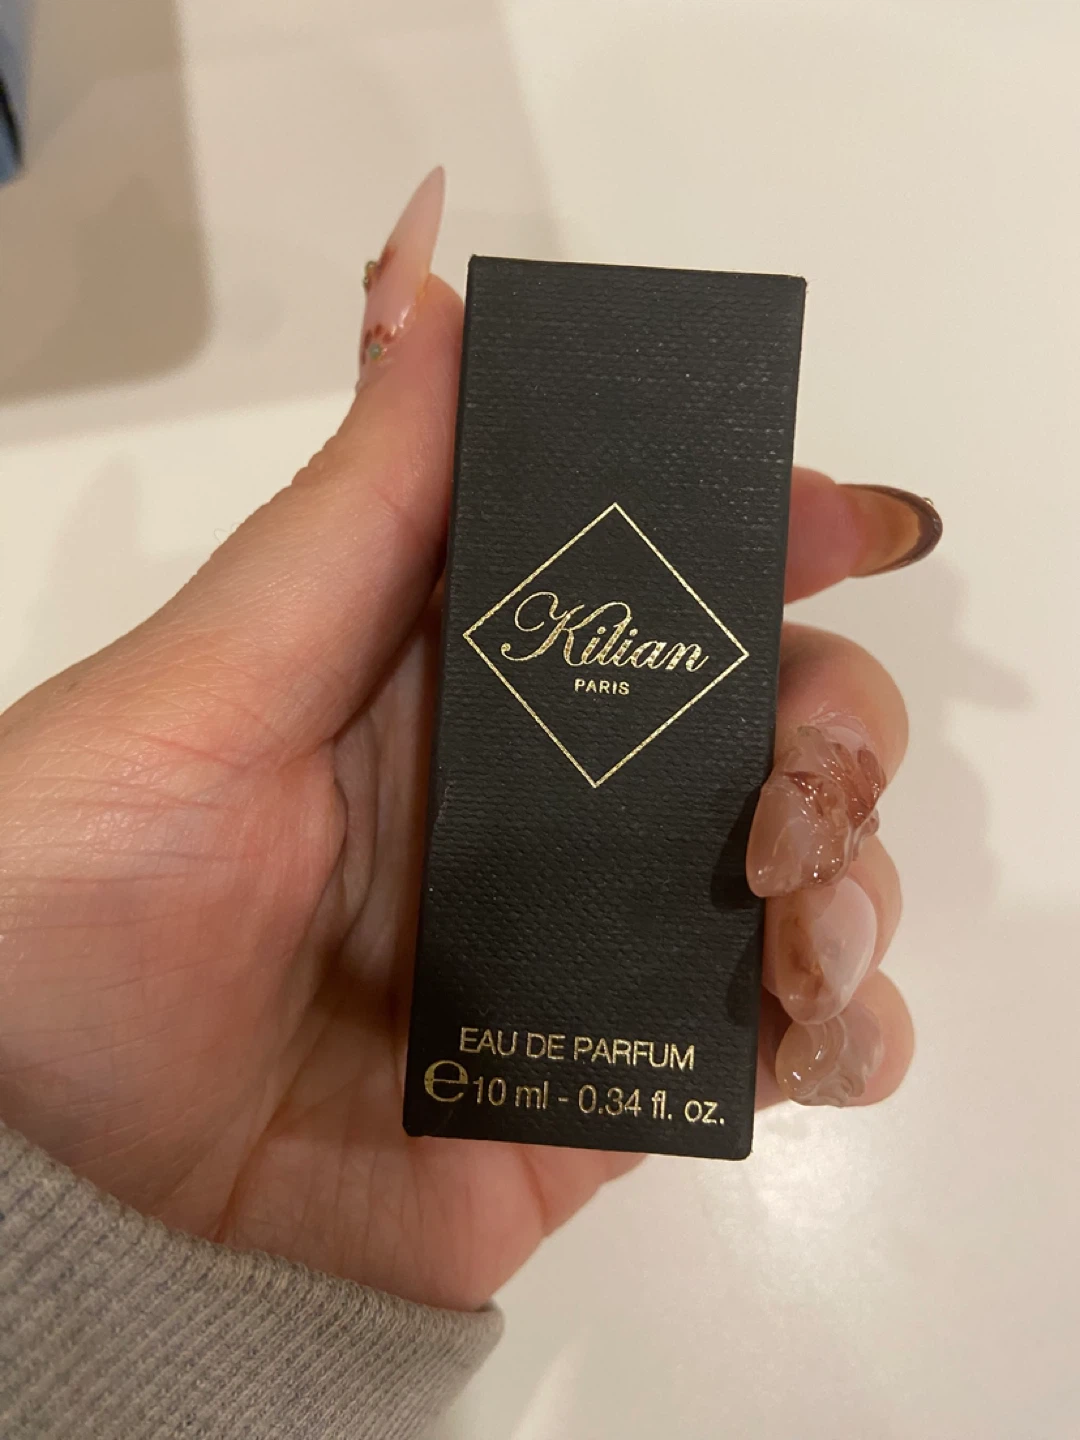 Kilian
PARIS
EAU DE PARFUM
℮10 ml - 0.34 fl. oz.